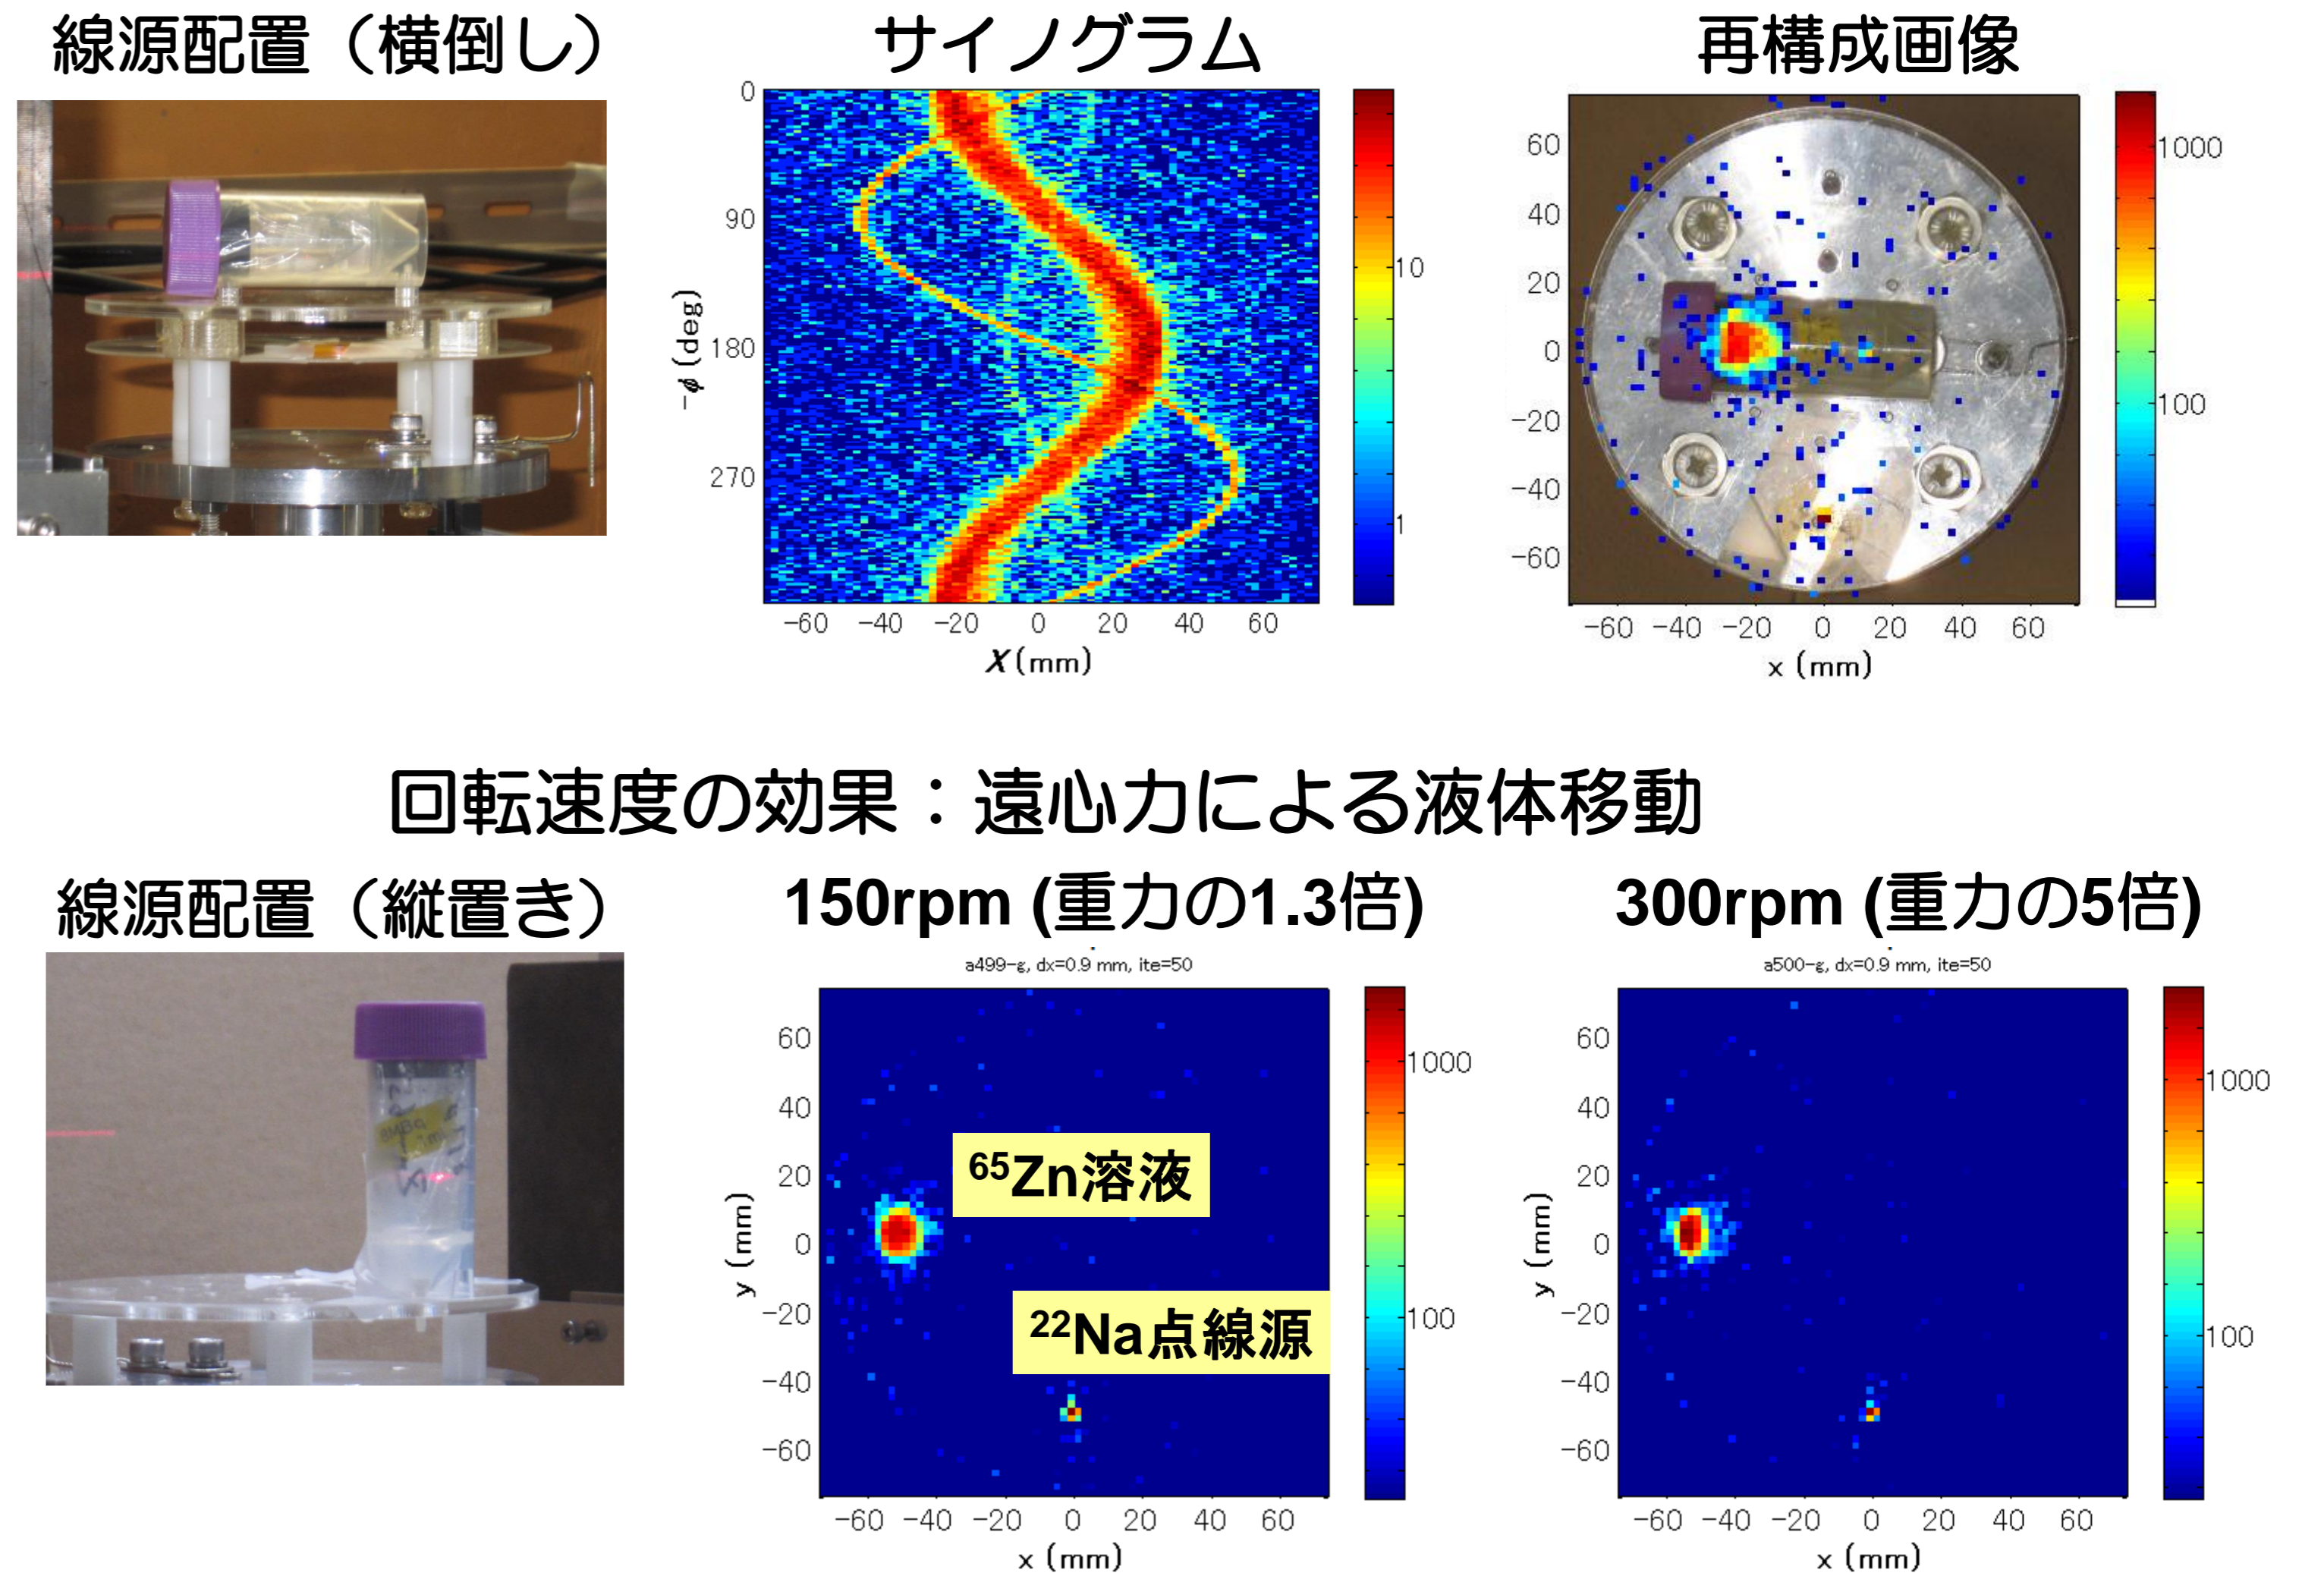 線源配置（横倒し）
サイノグラム
再構成画像
0
90
180
270
-ϕ (deg)
-60 -40 -20 0 20 40 60
X(mm)
10
1
60
40
20
0
-20
-40
-60
-60 -40 -20 0 20 40 60
x (mm)
1000
100
回転速度の効果：遠心力による液体移動
線源配置（縦置き）
150rpm (重力の1.3倍)
300rpm (重力の5倍)
a499-g, dx=0.9 mm, ite=50
60
40
20
0
-20
-40
-60
y (mm)
-60 -40 -20 0 20 40 60
x (mm)
65Zn溶液
22Na点線源
1000
100
a500-g, dx=0.9 mm, ite=50
60
40
20
0
-20
-40
-60
y (mm)
-60 -40 -20 0 20 40 60
x (mm)
1000
100